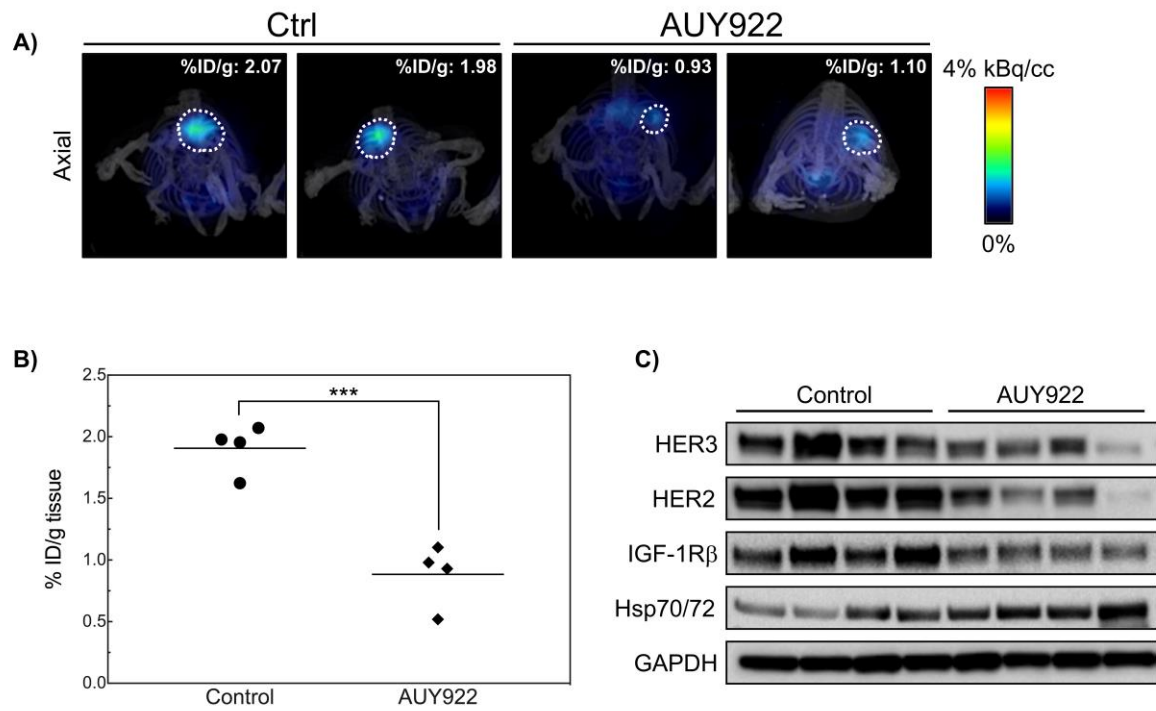 A)
Ctrl
AUY922
%ID/g: 2.07
%ID/g: 1.98
%ID/g: 0.93
%ID/g: 1.10
Axial
4% kBq/cc
0%
B)
% ID/g tissue
2.5
2.0
1.5
1.0
0.5
0.0
***
Control
AUY922
C)
Control
AUY922
HER3
HER2
IGF-1Rβ
Hsp70/72
GAPDH